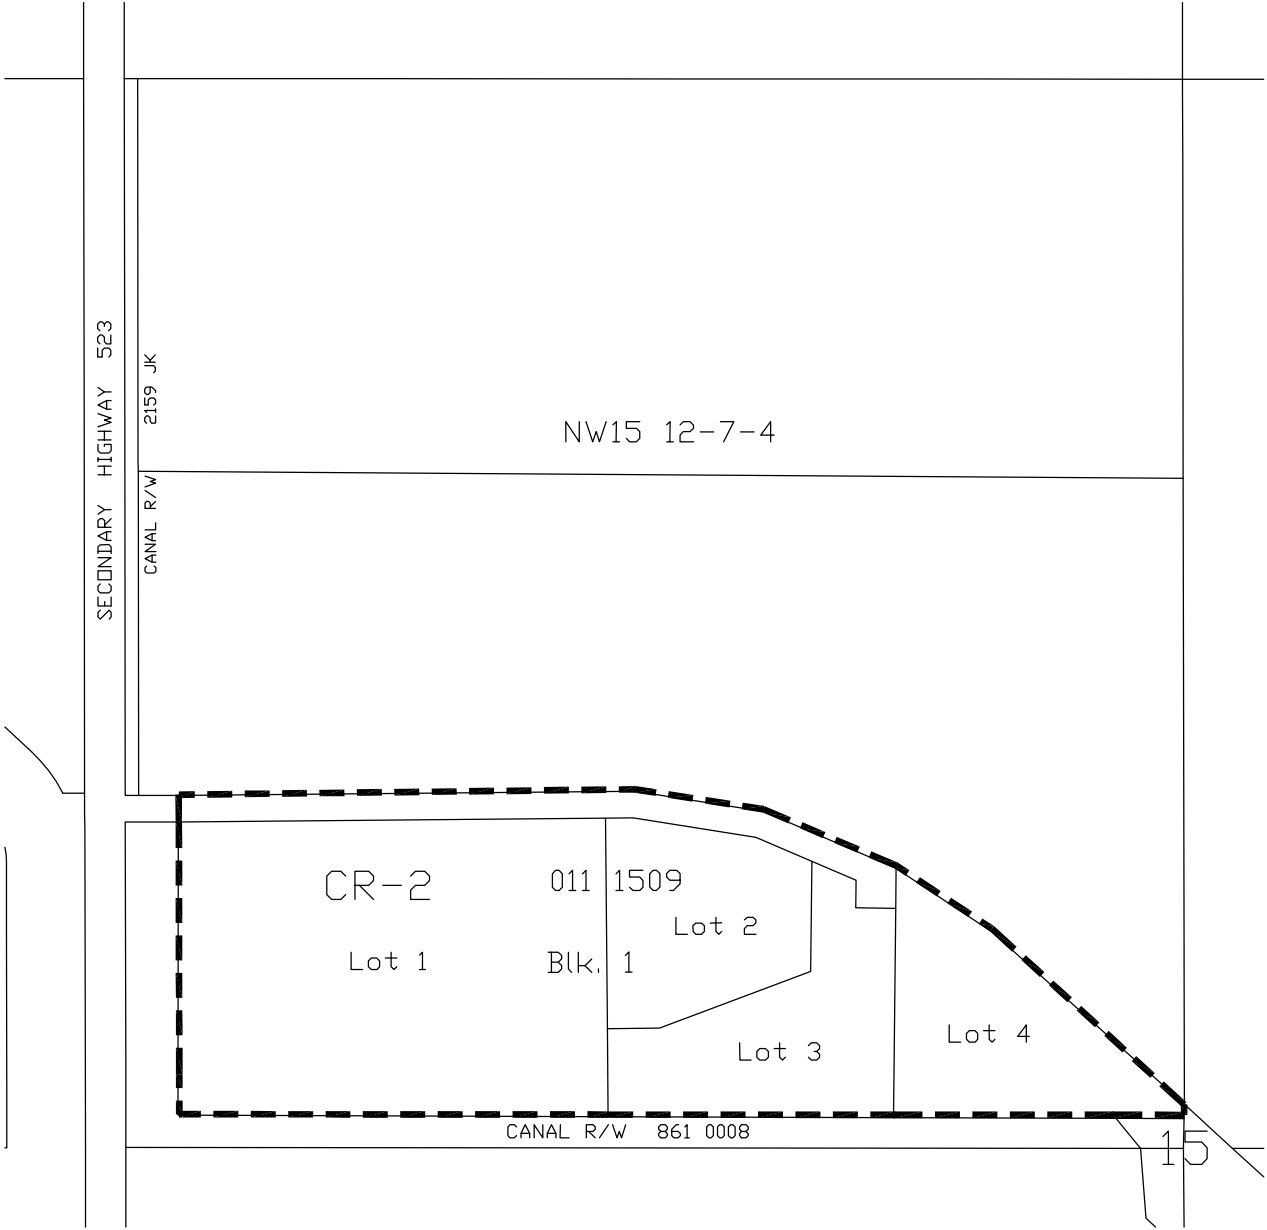 SECONDARY HIGHWAY 523
CANAL R/W 2159 JK
NW15 12-7-4
CR-2
011 1509
Lot 2
Lot 1
Blk. 1
Lot 3
Lot 4
CANAL R/W 861 0008
15